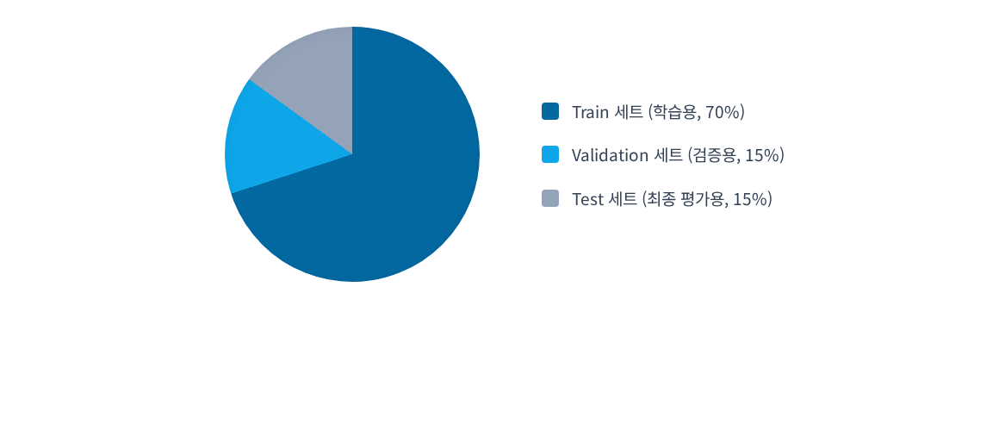 Train 세트 (학습용, 70%)
Validation 세트 (검증용, 15%)
Test 세트 (최종 평가용, 15%)